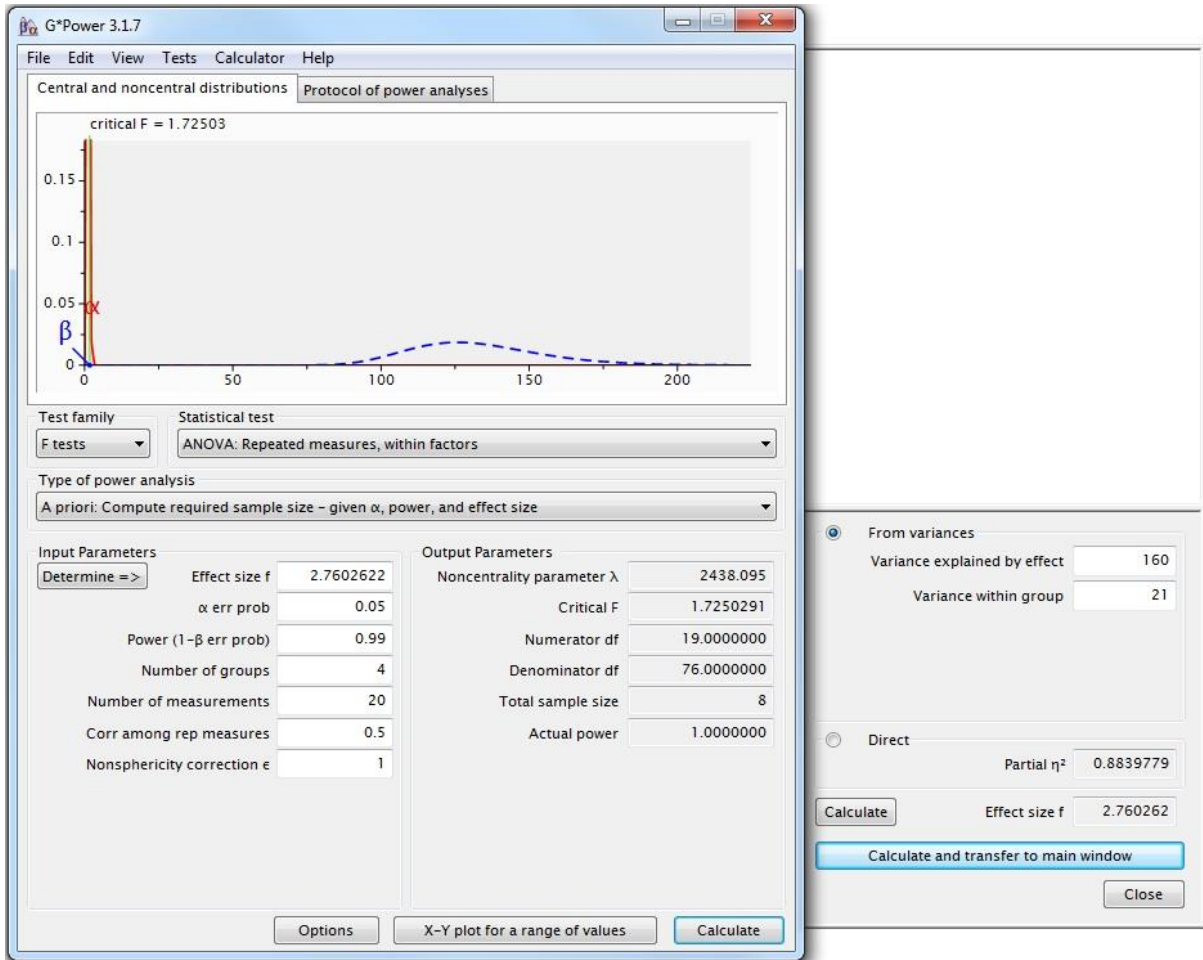 G*Power 3.1.7
File Edit View Tests Calculator Help
Central and noncentral distributions Protocol of power analyses
critical F = 1.72503
0.15
0.1
0.05
α
β
0
0 50 100 150 200
Test family Statistical test
F tests ANOVA: Repeated measures, within factors
Type of power analysis
A priori: Compute required sample size – given α, power, and effect size
Input Parameters
Determine => Effect size f 2.7602622
α err prob 0.05
Power (1-β err prob) 0.99
Number of groups 4
Number of measurements 20
Corr among rep measures 0.5
Nonsphericity correction ϵ 1
Output Parameters
Noncentrality parameter λ 2438.095
Critical F 1.7250291
Numerator df 19.0000000
Denominator df 76.0000000
Total sample size 8
Actual power 1.0000000
Options X-Y plot for a range of values Calculate
From variances
Variance explained by effect 160
Variance within group 21
Direct
Partial η² 0.8839779
Calculate Effect size f 2.760262
Calculate and transfer to main window
Close